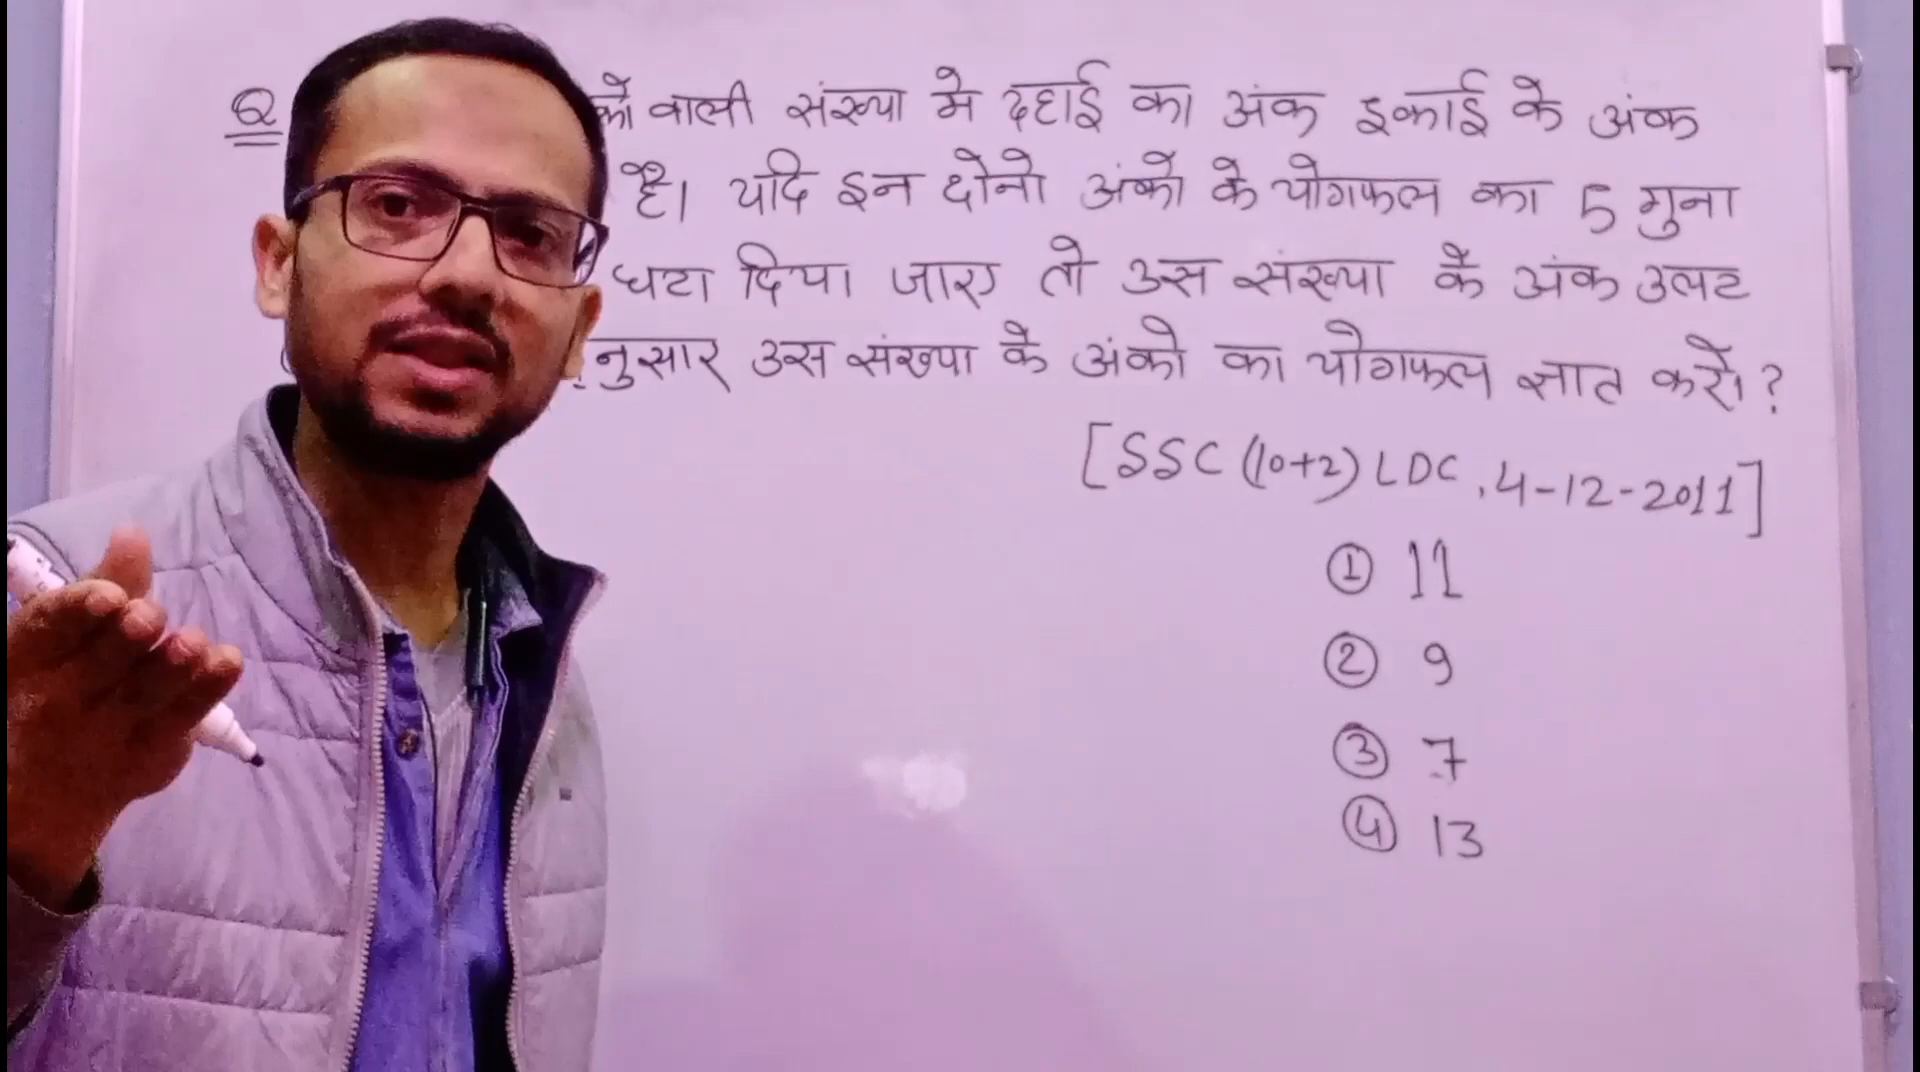 Q
वाली संख्या मे दहाई का अंक इकाई के अंक
है। यदि इन दोनो अंको के योगफल का 5 गुना
घटा दिया जाए तो उस संख्या के अंक उलट
उस संख्या के अंको का योगफल ज्ञात करो?
[SSC (10+2) LDC, 4-12-2011]
① 11
② 9
③ 7
④ 13